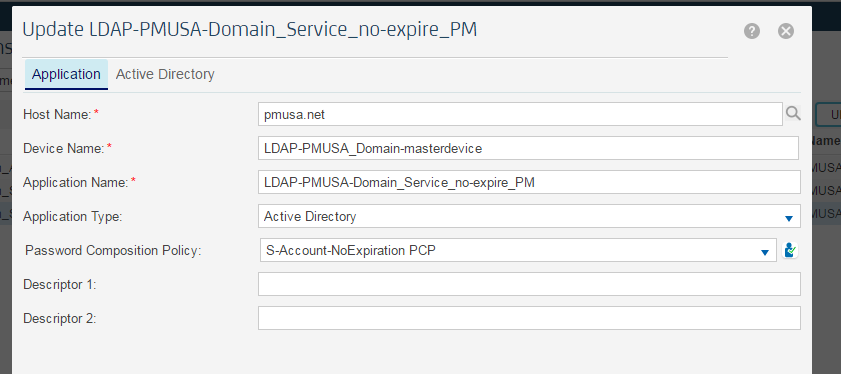 Update LDAP-PMUSA-Domain_Service_no-expire_PM
Application Active Directory
Host Name: * pmusa.net
Device Name: * LDAP-PMUSA_Domain-masterdevice
Application Name: * LDAP-PMUSA-Domain_Service_no-expire_PM
Application Type: Active Directory
Password Composition Policy: S-Account-NoExpiration PCP
Descriptor 1:
Descriptor 2: